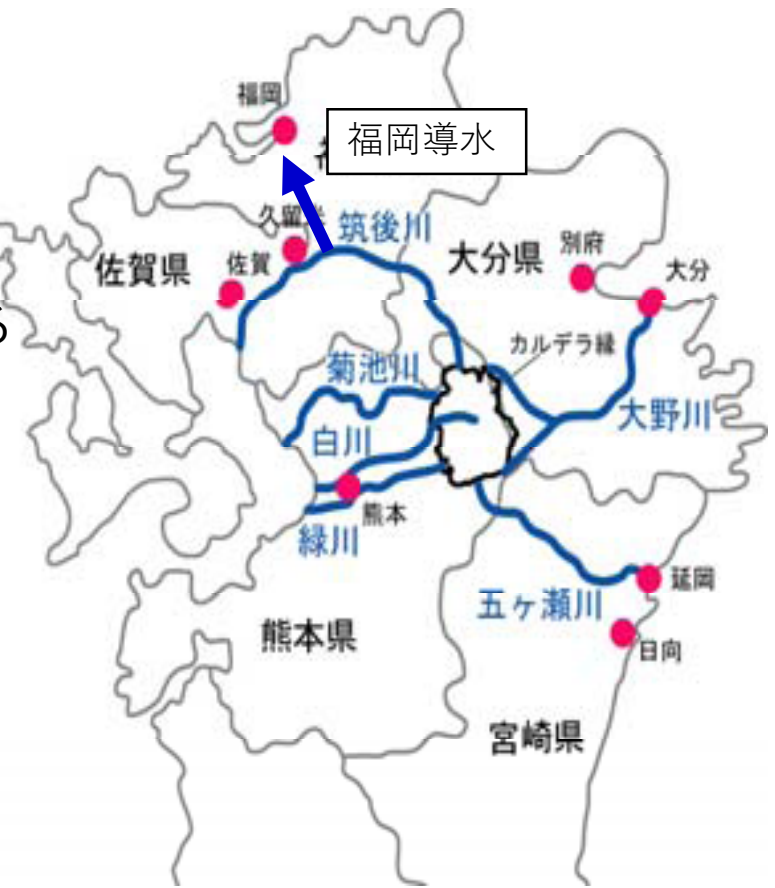 福岡
福岡導水
久留
筑後川
佐賀県
佐賀
大分県
別府
大分
る
カルデラ縁
菊池川
大野川
白川
熊本
緑川
五ヶ瀬川
延岡
熊本県
日向
宮崎県